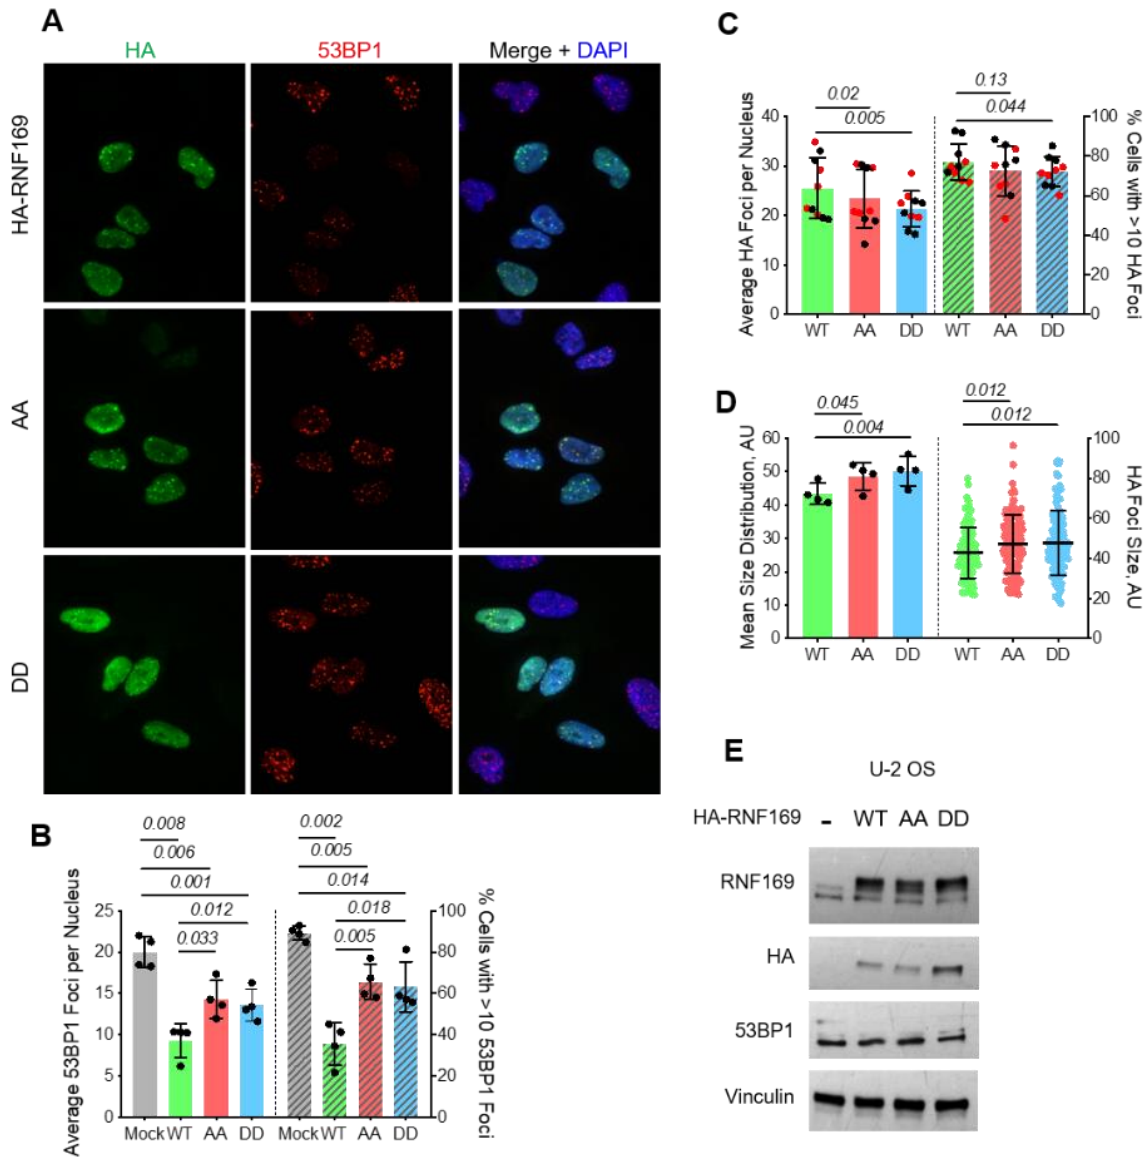 A
HA
53BP1
Merge + DAPI
HA-RNF169
AA
DD
B
0.008
0.006
0.001
0.012
0.033
0.002
0.005
0.014
0.018
0.005
Average 53BP1 Foci per Nucleus
25
20
15
10
5
0
Mock WT AA DD
Mock WT AA DD
100
80
60
40
20
0
% Cells with >10 53BP1 Foci
C
0.02
0.005
0.13
0.044
Average HA Foci per Nucleus
40
30
20
10
0
WT AA DD
WT AA DD
100
80
60
40
20
0
% Cells with >10 HA Foci
D
0.045
0.004
0.012
0.012
Mean Size Distribution, AU
60
50
40
30
20
10
0
WT AA DD
WT AA DD
100
80
60
40
20
0
HA Foci Size, AU
E
U-2 OS
HA-RNF169 - WT AA DD
RNF169
HA
53BP1
Vinculin